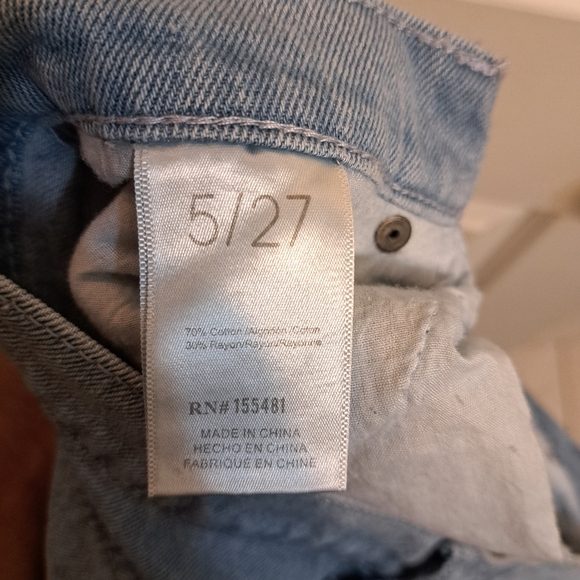 5/27
70% Cotton /Algodón /Coton
30% Rayon/Rayon/Rayonne
RN# 155481
MADE IN CHINA
HECHO EN CHINA
FABRIQUÉ EN CHINE